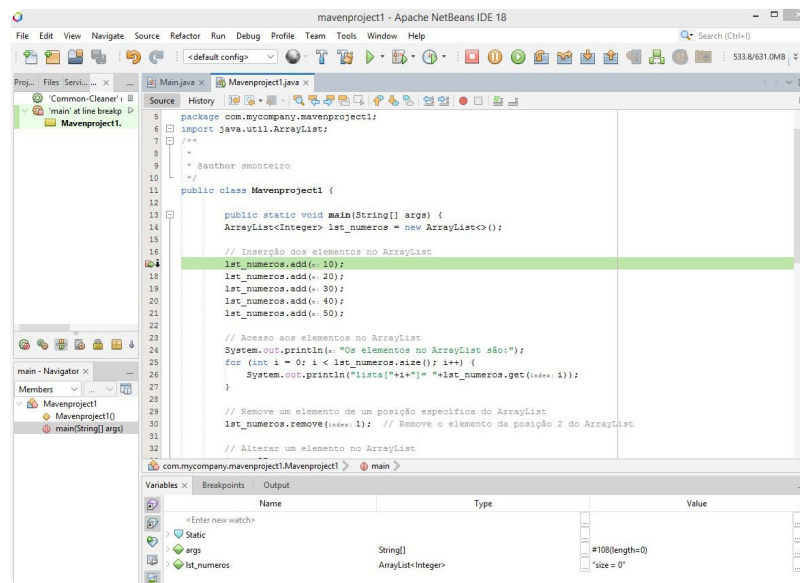 mavenproject1 - Apache NetBeans IDE 18
File Edit View Navigate Source Refactor Run Debug Profile Team Tools Window Help
Search (Ctrl+I)
<default config>
533.8/631.0MB
Proj... Files Servi... ...
Main.java
Mavenproject1.java
Source History
'Common-Cleaner'
'main' at line breakp
Mavenproject1.
5 package com.mycompany.mavenproject1;
6 import java.util.ArrayList;
7 /**
8 *
9 * @author smonteiro
10 */
11 public class Mavenproject1 {
12
13 public static void main(String[] args) {
14 ArrayList<Integer> lst_numeros = new ArrayList<>();
15
16 // Inserção dos elementos no ArrayList
lst_numeros.add(e: 10);
18 lst_numeros.add(e: 20);
19 lst_numeros.add(e: 30);
20 lst_numeros.add(e: 40);
21 lst_numeros.add(e: 50);
22
23 // Acesso aos elementos no ArrayList
24 System.out.println(x: "Os elementos no ArrayList são:");
25 for (int i = 0; i < lst_numeros.size(); i++) {
26 System.out.println("lista["+i+"]= "+lst_numeros.get(index: i));
27 }
28
29 // Remove um elemento de um posição especifica do ArrayList
30 lst_numeros.remove(index: 1); // Remove o elemento da posição 2 do ArrayList
31
32 // Alterar um elemento no ArrayList
main - Navigator
Members
...
Mavenproject1
Mavenproject1()
main(String[] args)
com.mycompany.mavenproject1.Mavenproject1
main
Variables Breakpoints Output
Name Type Value
<Enter new watch>
Static
args String[] #108(length=0)
lst_numeros ArrayList<Integer> "size = 0"